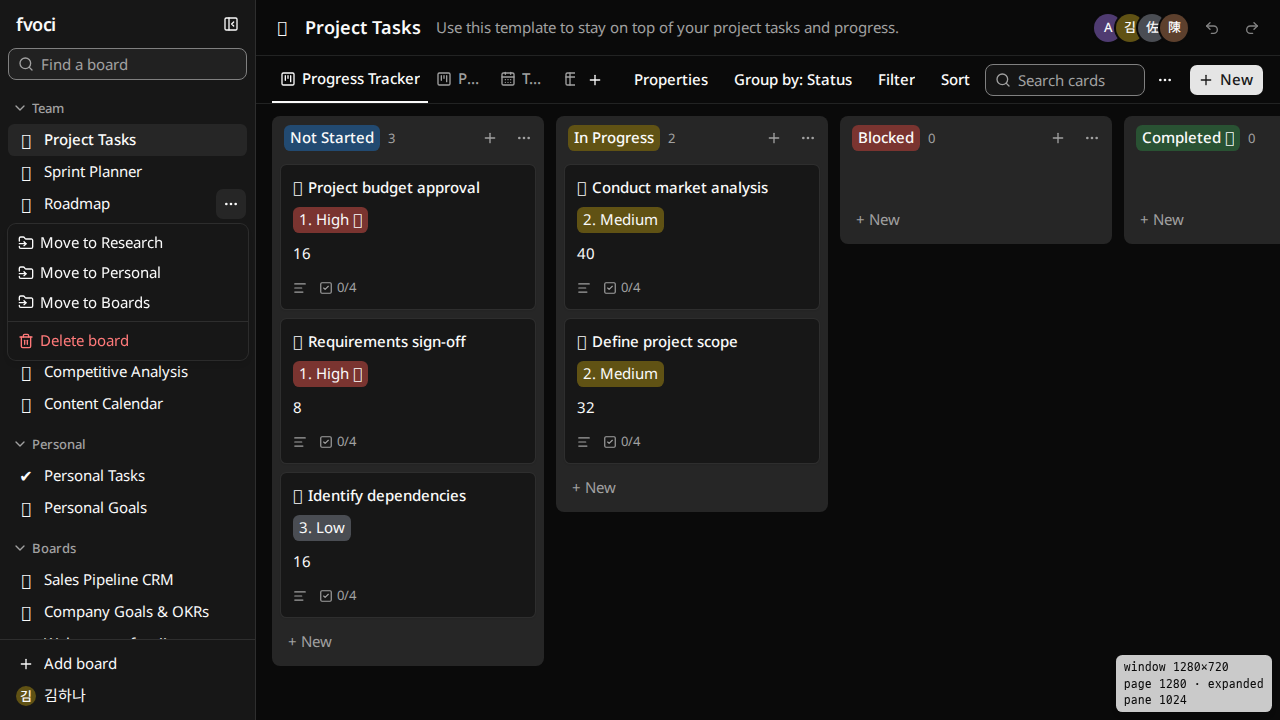 fvoci
Find a board
Team
Project Tasks
Sprint Planner
Roadmap
Move to Research
Move to Personal
Move to Boards
Delete board
Competitive Analysis
Content Calendar
Personal
Personal Tasks
Personal Goals
Boards
Sales Pipeline CRM
Company Goals & OKRs
Add board
김 김하나
Project Tasks Use this template to stay on top of your project tasks and progress.
A 김 佐 陳
Progress Tracker P... T... Properties Group by: Status Filter Sort Search cards New
Not Started 3
Project budget approval
1. High
16
0/4
Requirements sign-off
1. High
8
0/4
Identify dependencies
3. Low
16
0/4
+ New
In Progress 2
Conduct market analysis
2. Medium
40
0/4
Define project scope
2. Medium
32
0/4
+ New
Blocked 0
+ New
Completed 0
+ New
window 1280×720
page 1280 · expanded
pane 1024